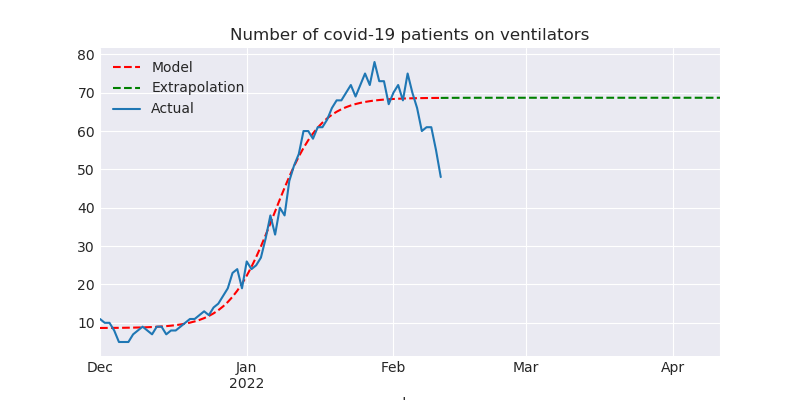 Number of covid-19 patients on ventilators
80
70
60
50
40
30
20
10
Model
Extrapolation
Actual
Dec
Jan
2022
Feb
Mar
Apr